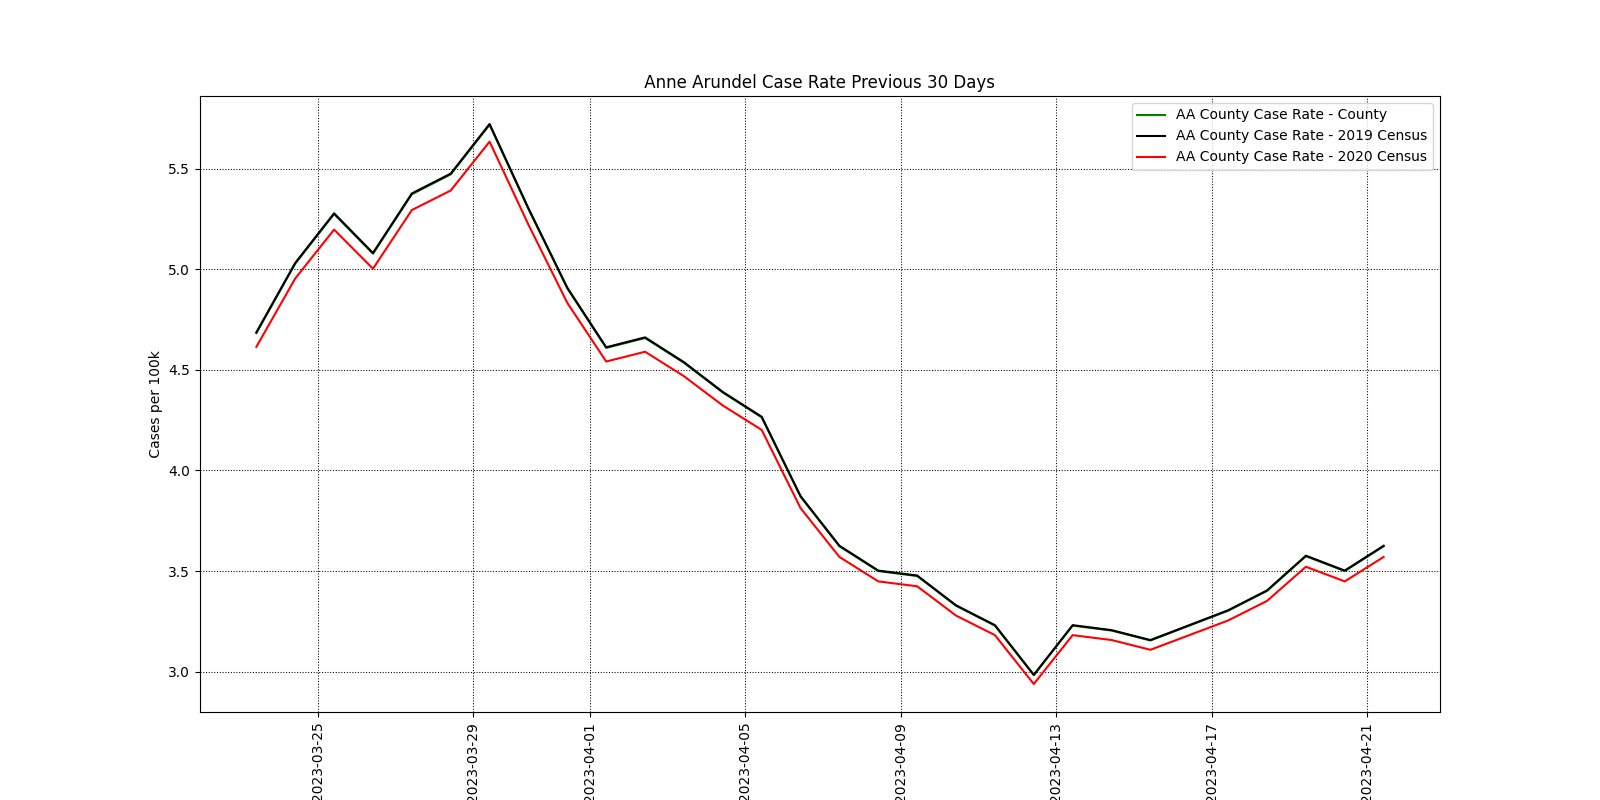 Anne Arundel Case Rate Previous 30 Days
AA County Case Rate - County
AA County Case Rate - 2019 Census
AA County Case Rate - 2020 Census
Cases per 100k
5.5
5.0
4.5
4.0
3.5
3.0
2023-03-25
2023-03-29
2023-04-01
2023-04-05
2023-04-09
2023-04-13
2023-04-17
2023-04-21